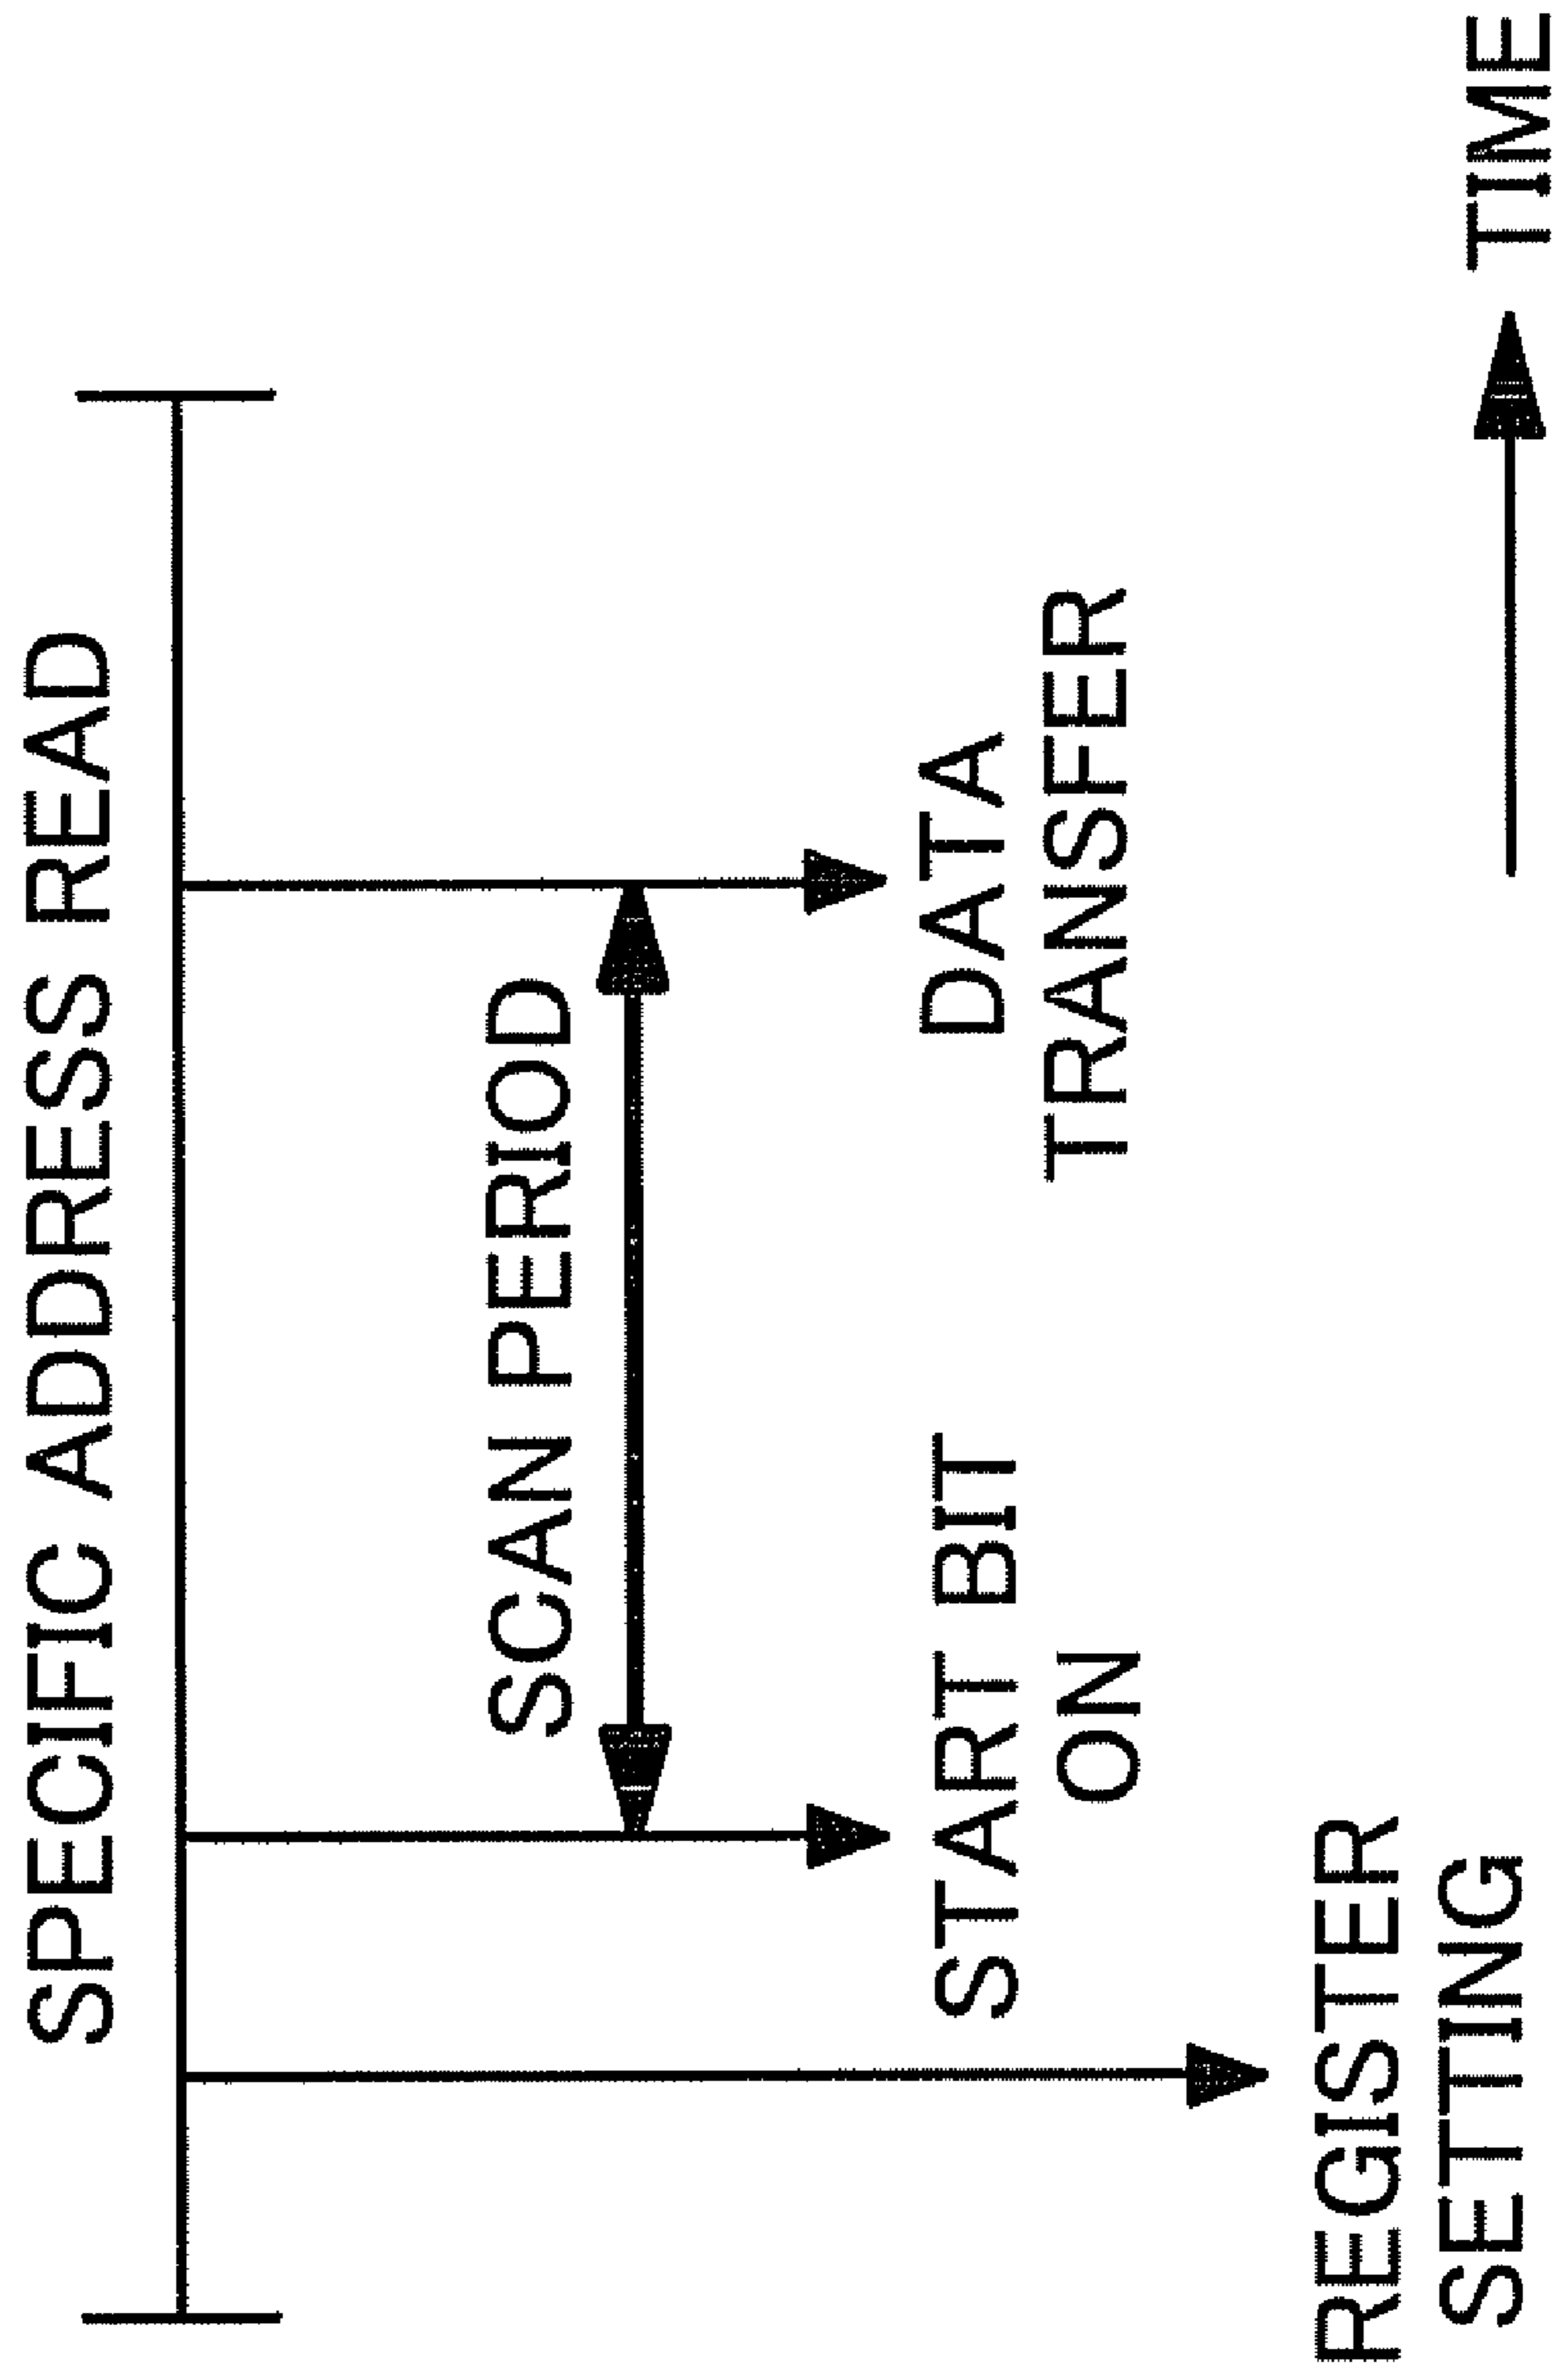 SPECIFIC ADDRESS READ
SCAN PERIOD
START BIT
ON
DATA
TRANSFER
REGISTER
SETTING
TIME